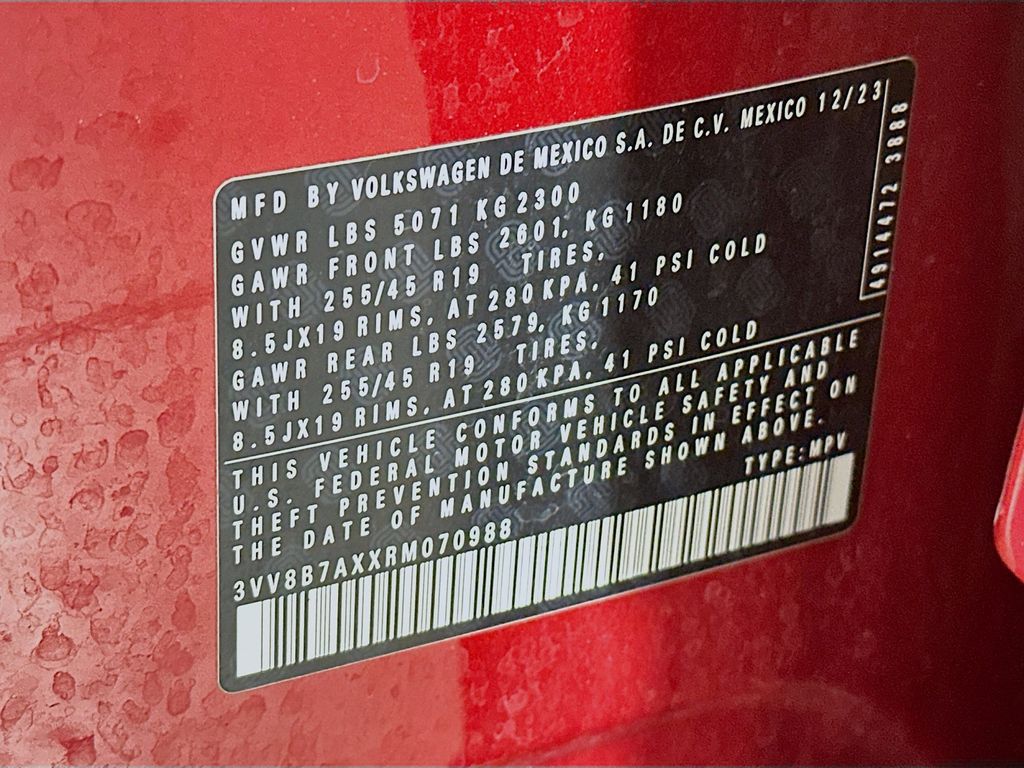 MFD BY VOLKSWAGEN DE MEXICO S.A. DE C.V. MEXICO 12/23
GVWR LBS 5071 KG 2300
GAWR FRONT LBS 2601, KG 1180
WITH 255/45 R19 TIRES,
8.5JX19 RIMS, AT 280 KPA, 41 PSI COLD
GAWR REAR LBS 2579, KG 1170
WITH 255/45 R19 TIRES,
8.5JX19 RIMS, AT 280 KPA, 41 PSI COLD
THIS VEHICLE CONFORMS TO ALL APPLICABLE
U.S. FEDERAL MOTOR VEHICLE SAFETY AND
THEFT PREVENTION STANDARDS IN EFFECT ON
THE DATE OF MANUFACTURE SHOWN ABOVE.
3VV8B7AXXRM070988 TYPE: MPV
4914472 3888